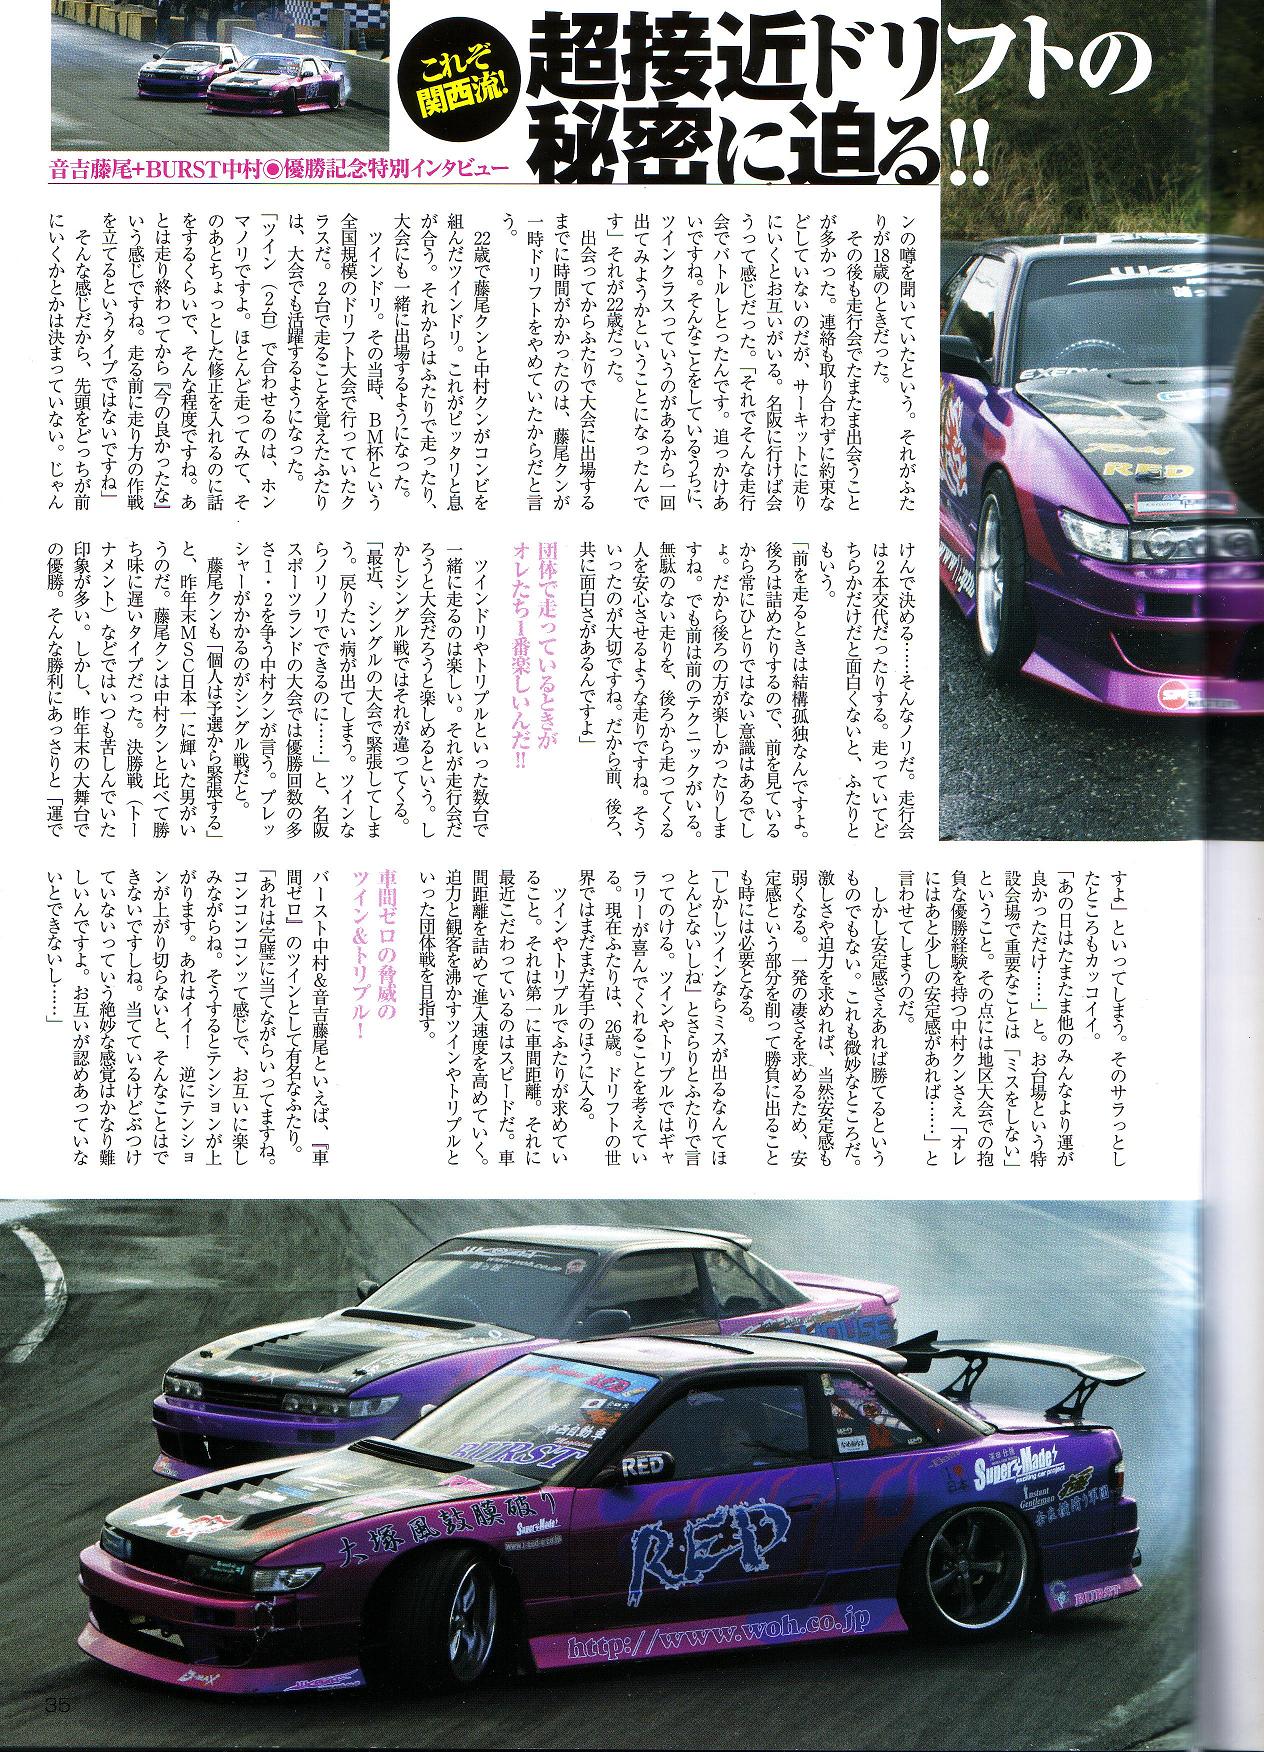 これぞ
関西流!
超接近ドリフトの
秘密に迫る!!
音吉藤尾+BURST中村◉優勝記念特別インタビュー
ンの噂を聞いていたという。それがふた
りが18歳のときだった。
その後も走行会でたまたま出会うこと
が多かった。連絡も取り合わずに約束な
どしていないのだが、サーキットに走り
にいくとお互いがいる。名阪に行けば会
うって感じだった。「それでそんな走行
会でバトルしとったんです。追っかけあ
いですね。そんなことをしているうちに、
ツインクラスっていうのがあるから一回
出てみようかということになったんで
す」それが22歳だった。
出会ってからふたりで大会に出場する
までに時間がかかったのは、藤尾クンが
一時ドリフトをやめていたからだと言
う。
22歳で藤尾クンと中村クンがコンビを
組んだツインドリ。これがピッタリと息
が合う。それからはふたりで走ったり、
大会にも一緒に出場するようになった。
ツインドリ。その当時、BM杯という
全国規模のドリフト大会で行っていたク
ラスだ。2台で走ることを覚えたふたり
は、大会でも活躍するようになった。
「ツイン(2台)で合わせるのは、ホン
マノリですよ。ほとんど走ってみて、そ
のあとちょっとした修正を入れるのに話
をするくらいで、そんな程度ですね。あ
とは走り終わってから『今の良かったな』
いう感じですね。走る前に走り方の作戦
を立てるというタイプではないですね」
そんな感じだから、先頭をどっちが前
にいくかとかは決まっていない。じゃん
けんで決める……そんなノリだ。走行会
は2本交代だったりする。走っていてど
ちらかだけだと面白くないと、ふたりと
もいう。
「前を走るときは結構孤独なんですよ。
後ろは詰めたりするので、前を見ている
から常にひとりではない意識はあるでし
ょ。だから後ろの方が楽しかったりしま
すね。でも前は前のテクニックがいる。
無駄のない走りを、後ろから走ってくる
人を安心させるような走りですね。そう
いったのが大切ですね。だから前、後ろ、
共に面白さがあるんですよ」
団体で走っているときが
オレたち1番楽しいんだ!!
ツインドリやトリプルといった数台で
一緒に走るのは楽しい。それが走行会だ
ろうと大会だろうと楽しめるという。し
かしシングル戦ではそれが違ってくる。
「最近、シングルの大会で緊張してしま
う。戻りたい病が出てしまう。ツインな
らノリノリでできるのに……」と、名阪
スポーツランドの大会では優勝回数の多
さ1・2を争う中村クンが言う。プレッ
シャーがかかるのがシングル戦だと。
藤尾クンも「個人は予選から緊張する」
と、昨年末MSC日本一に輝いた男がい
うのだ。藤尾クンは中村クンと比べて勝
ち味に遅いタイプだった。決勝戦(トー
ナメント)などではいつも苦しんでいた
印象が多い。しかし、昨年末の大舞台で
の優勝。そんな勝利にあっさりと「運で
すよ」といってしまう。そのサラっとし
たところもカッコイイ。
「あの日はたまたま他のみんなより運が
良かっただけ……」と。お台場という特
設会場で重要なことは「ミスをしない」
ということ。その点には地区大会での抱
負な優勝経験を持つ中村クンさえ「オレ
にはあと少しの安定感があれば……」と
言わせてしまうのだ。
しかし安定感さえあれば勝てるという
ものでもない。これも微妙なところだ。
激しさや迫力を求めれば、当然安定感も
弱くなる。一発の凄さを求めるため、安
定感という部分を削って勝負に出ること
も時には必要となる。
「しかしツインならミスが出るなんてほ
とんどないしね」とさらりとふたりで言
ってのける。ツインやトリプルではギャ
ラリーが喜んでくれることを考えてい
る。現在ふたりは、26歳。ドリフトの世
界ではまだまだ若手のほうに入る。
ツインやトリプルでふたりが求めてい
ること。それは第一に車間距離。それに
最近こだわっているのはスピードだ。車
間距離を詰めて進入速度を高めていく。
迫力と観客を沸かすツインやトリプルと
いった団体戦を目指す。
車間ゼロの脅威の
ツイン&トリプル!
バースト中村&音吉藤尾といえば、『車
間ゼロ』のツインとして有名なふたり。
「あれは完璧に当てながらいってますね。
コンコンコンッて感じで、お互いに楽し
みながらね。そうするとテンションが上
がります。あれはイイ! 逆にテンショ
ンが上がり切らないと、そんなことはで
きないですしね。当てているけどぶつけ
ていないっていう絶妙な感覚はかなり難
しいんですよ。お互いが認めあっていな
いとできないし……」
EXEDY
RED
HOUSE
RED
中西自動車
BURST
RED
大塚風鼓膜破り
Super Made
RED
http://www.woh.co.jp
Super Made
exciting car project
Instant
Gentlemen
奈良横滑り軍団
BURST
D-MAX
35